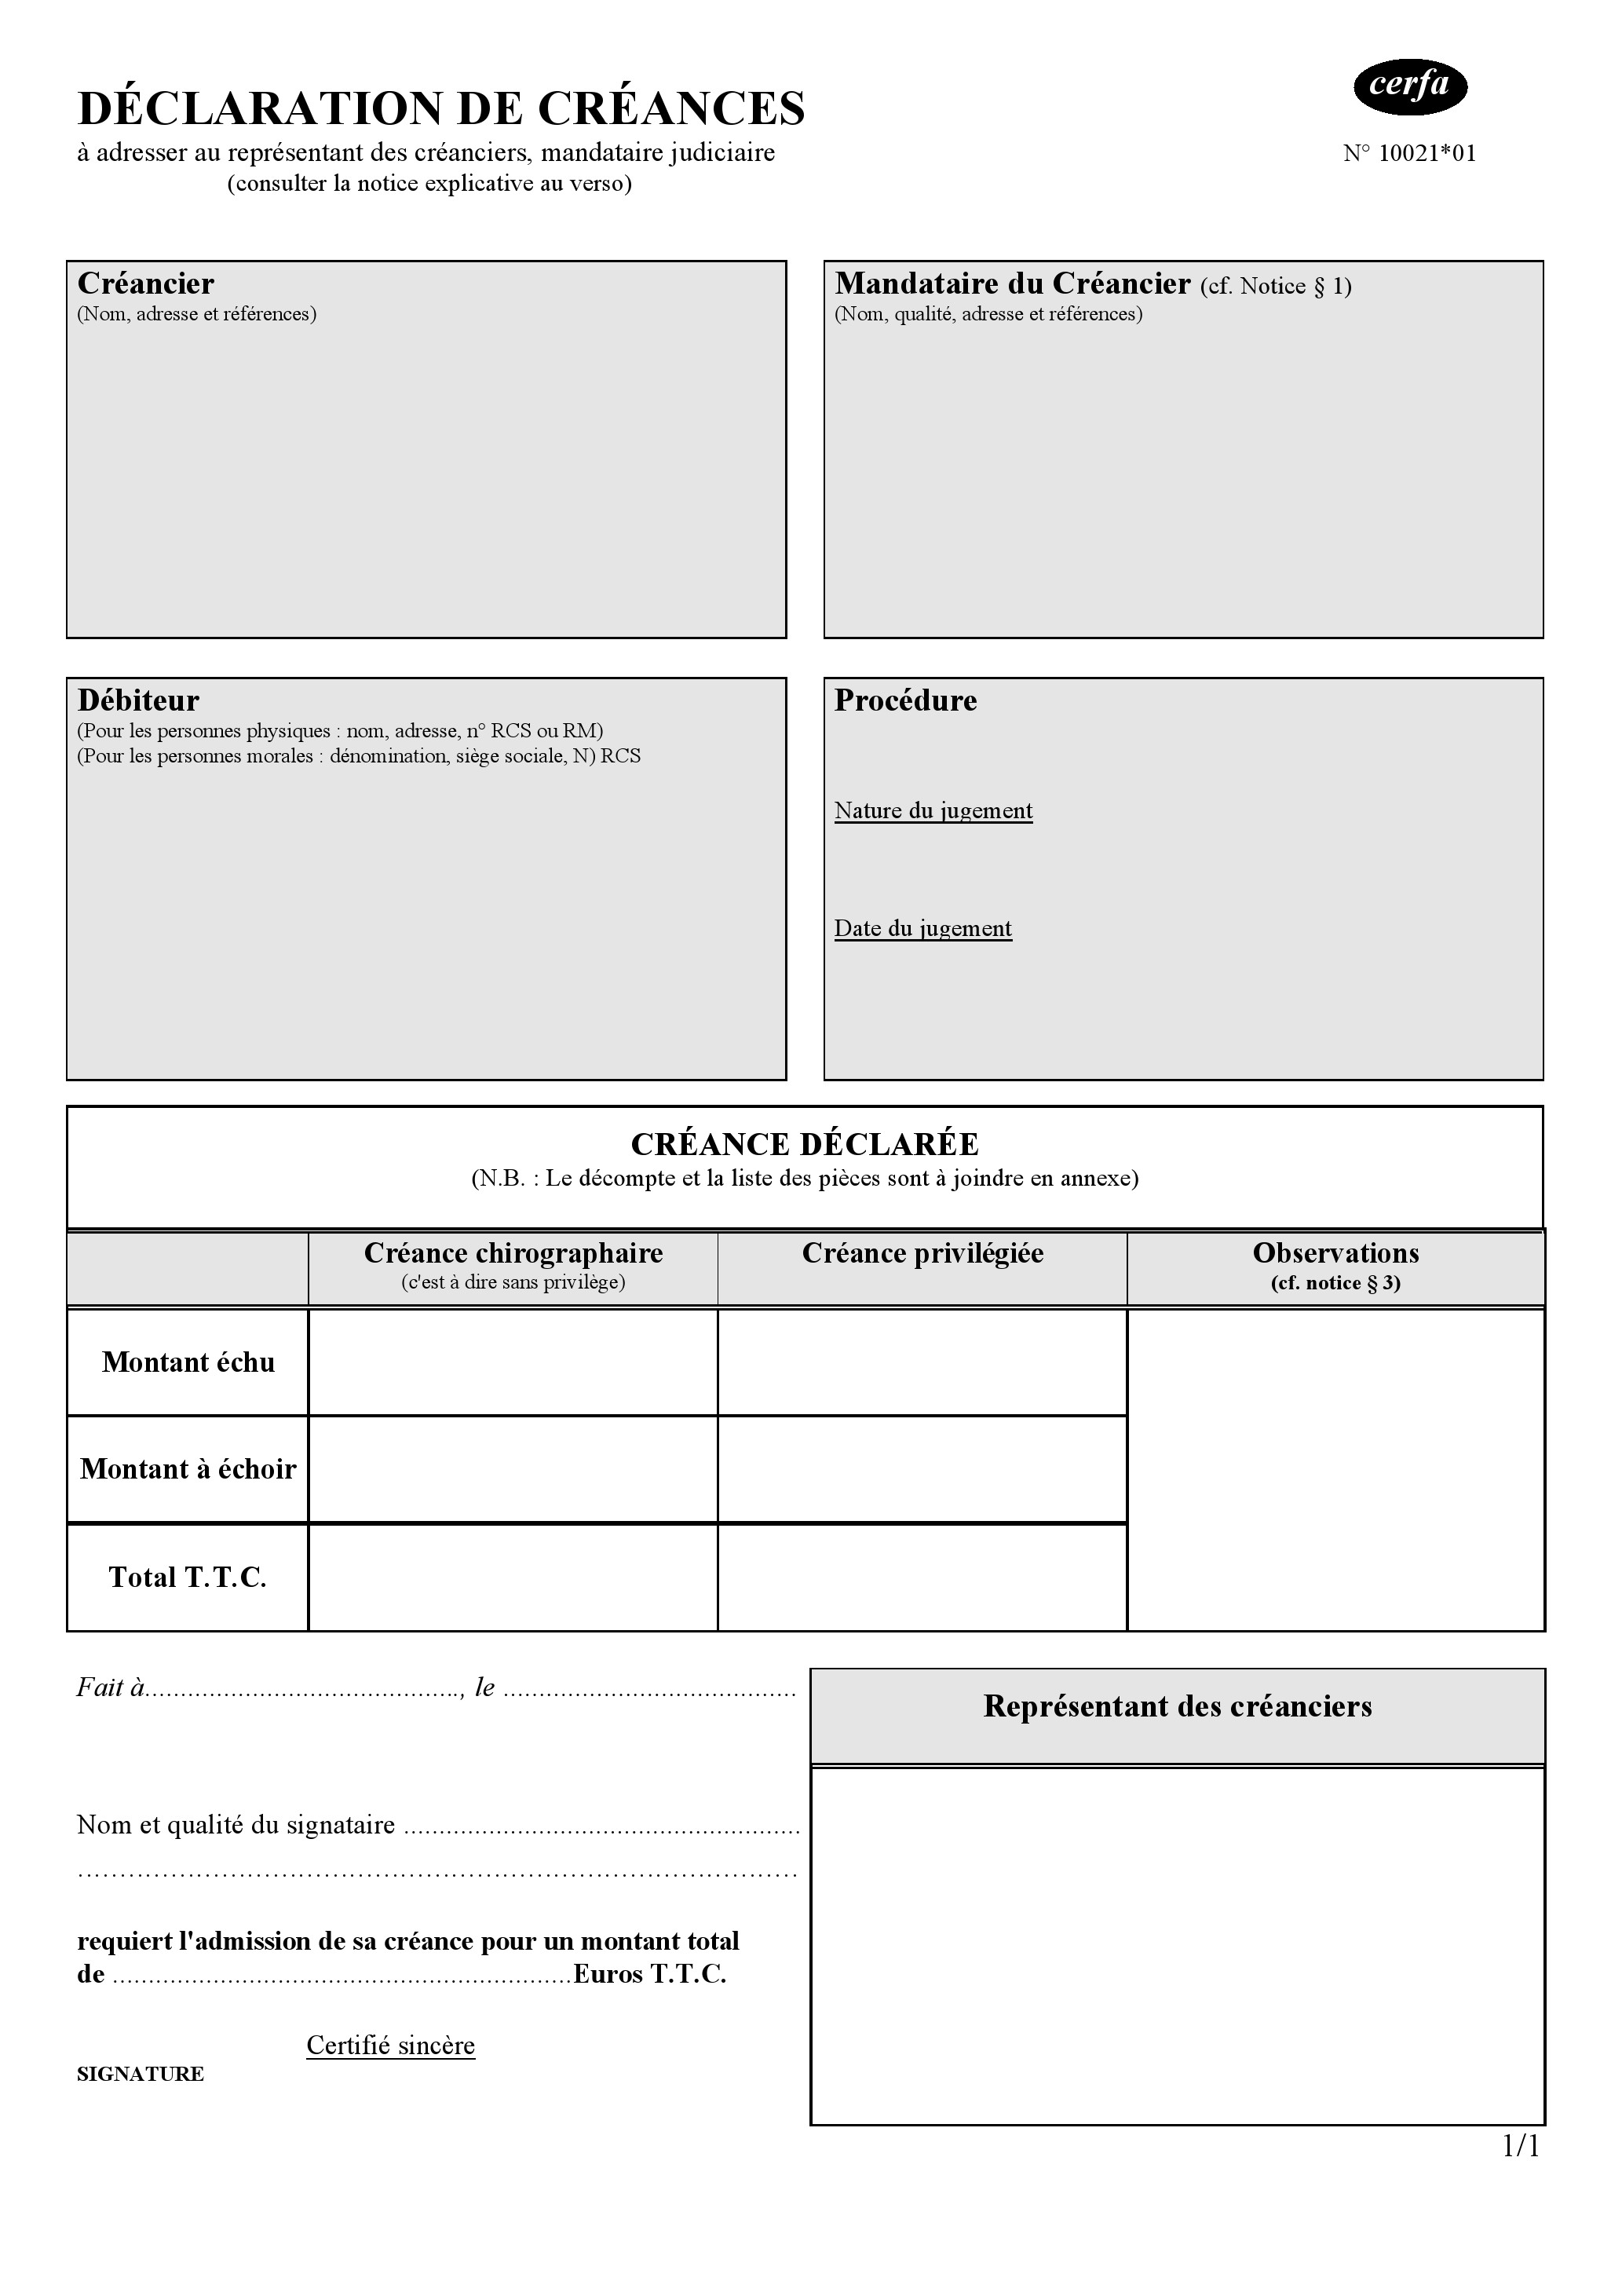 DÉCLARATION DE CRÉANCES
cerfa
à adresser au représentant des créanciers, mandataire judiciaire
N° 10021*01
(consulter la notice explicative au verso)
Créancier
(Nom, adresse et références)
Mandataire du Créancier (cf. Notice § 1)
(Nom, qualité, adresse et références)
Débiteur
(Pour les personnes physiques : nom, adresse, n° RCS ou RM)
(Pour les personnes morales : dénomination, siège sociale, N) RCS
Procédure
Nature du jugement
Date du jugement
CRÉANCE DÉCLARÉE
(N.B. : Le décompte et la liste des pièces sont à joindre en annexe)
Créance chirographaire
(c'est à dire sans privilège)
Créance privilégiée
Observations
(cf. notice § 3)
Montant échu
Montant à échoir
Total T.T.C.
Fait à............................................, le .........................................
Nom et qualité du signataire ........................................................
....................................................................
requiert l'admission de sa créance pour un montant total
de ................................................................Euros T.T.C.
Certifié sincère
SIGNATURE
Représentant des créanciers
1/1